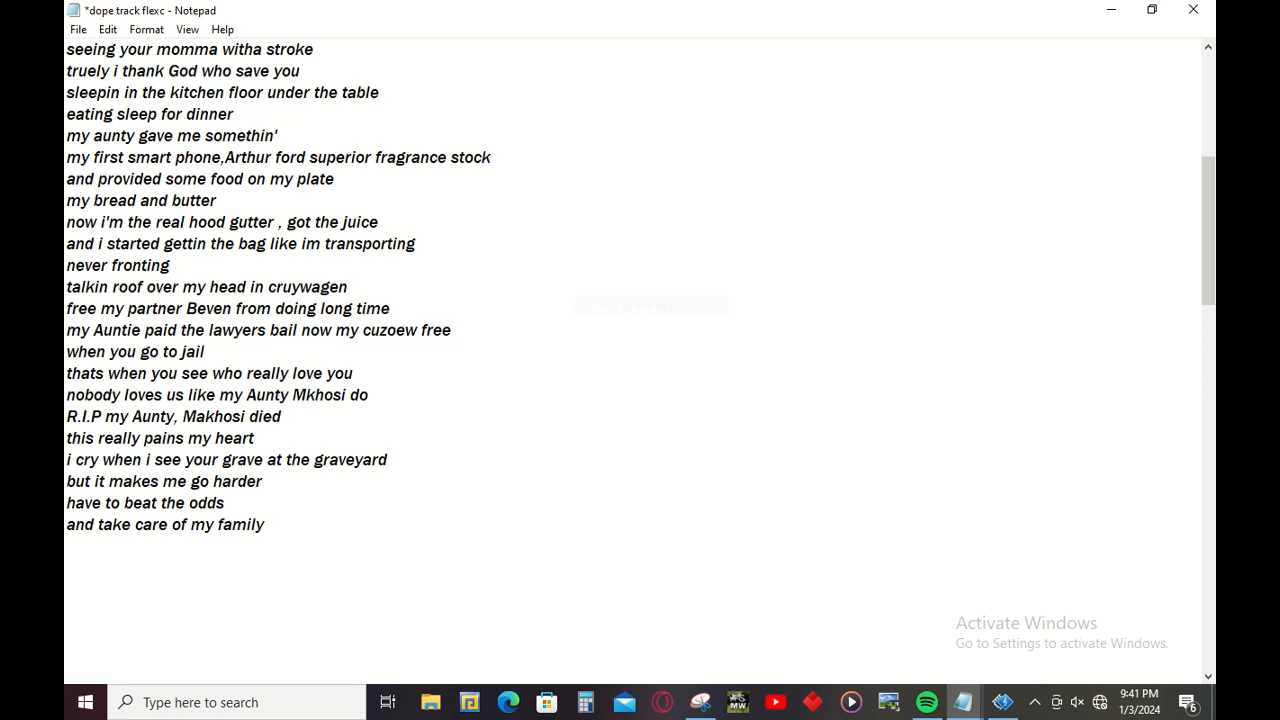 *dope track flexc - Notepad
File Edit Format View Help
seeing your momma witha stroke
truely i thank God who save you
sleepin in the kitchen floor under the table
eating sleep for dinner
my aunty gave me somethin'
my first smart phone,Arthur ford superior fragrance stock
and provided some food on my plate
my bread and butter
now i'm the real hood gutter , got the juice
and i started gettin the bag like im transporting
never fronting
talkin roof over my head in cruywagen
free my partner Beven from doing long time
my Auntie paid the lawyers bail now my cuzoew free
when you go to jail
thats when you see who really love you
nobody loves us like my Aunty Mkhosi do
R.I.P my Aunty, Makhosi died
this really pains my heart
i cry when i see your grave at the graveyard
but it makes me go harder
have to beat the odds
and take care of my family
Activate Windows
Go to Settings to activate Windows.
Type here to search
MW
9:41 PM
1/3/2024
6